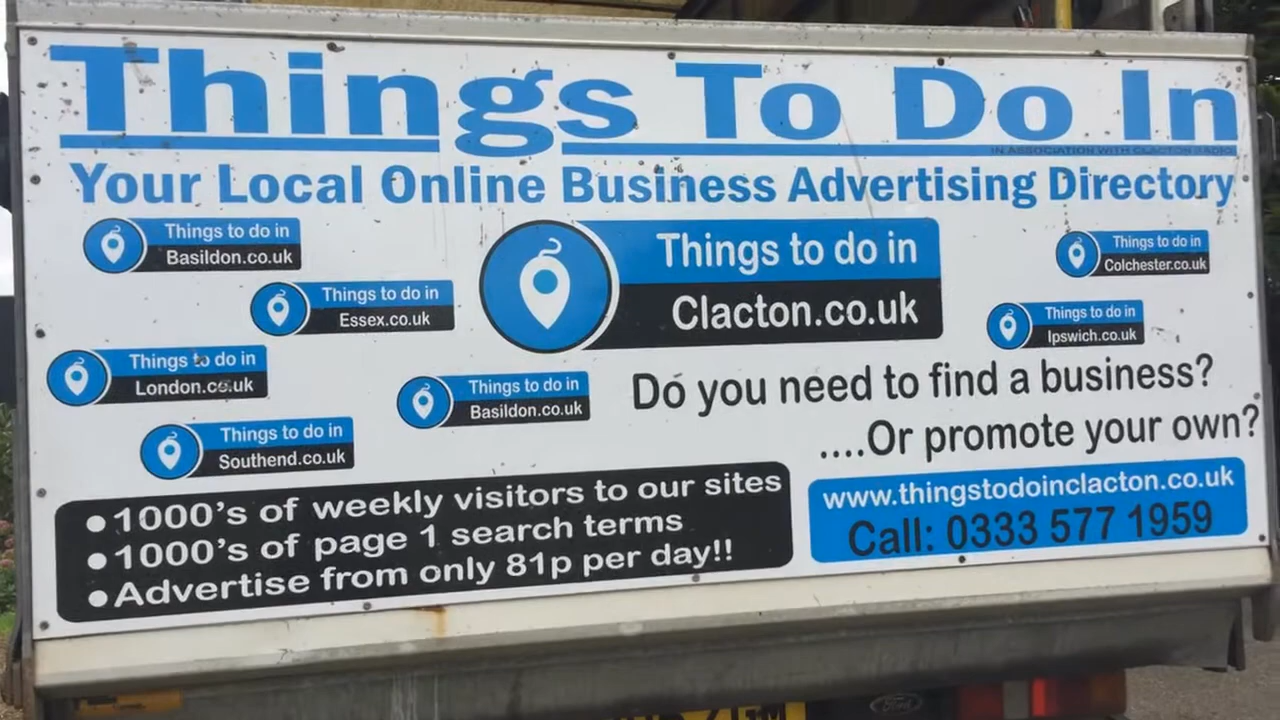 Things To Do In
IN ASSOCIATION WITH CLACTON RADIO
Your Local Online Business Advertising Directory
Things to do in
Basildon.co.uk
Things to do in
Essex.co.uk
Things to do in
London.co.uk
Things to do in
Basildon.co.uk
Things to do in
Southend.co.uk
Things to do in
Clacton.co.uk
Things to do in
Colchester.co.uk
Things to do in
Ipswich.co.uk
Do you need to find a business?
....Or promote your own?
•1000's of weekly visitors to our sites
•1000's of page 1 search terms
•Advertise from only 81p per day!!
www.thingstodoinclacton.co.uk
Call: 0333 577 1959
Ford